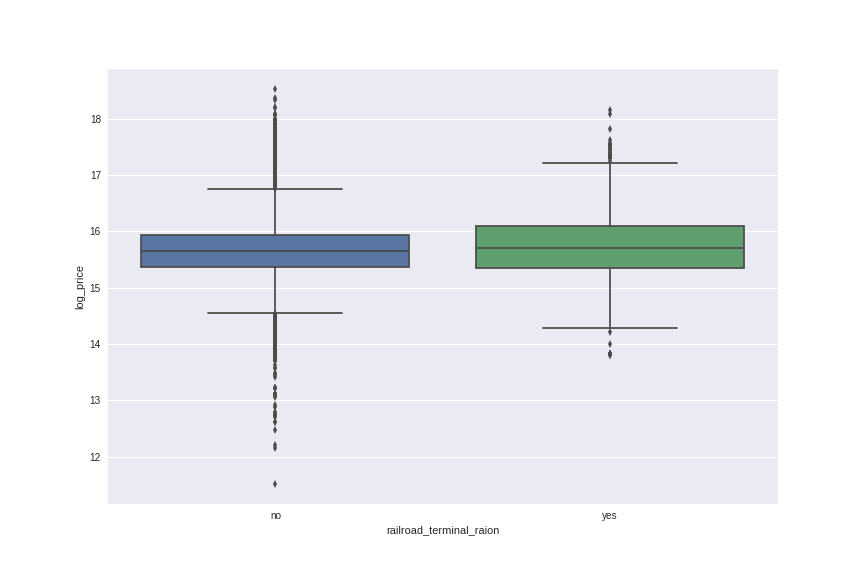 18
17
16
15
14
13
12
log_price
no yes
railroad_terminal_raion